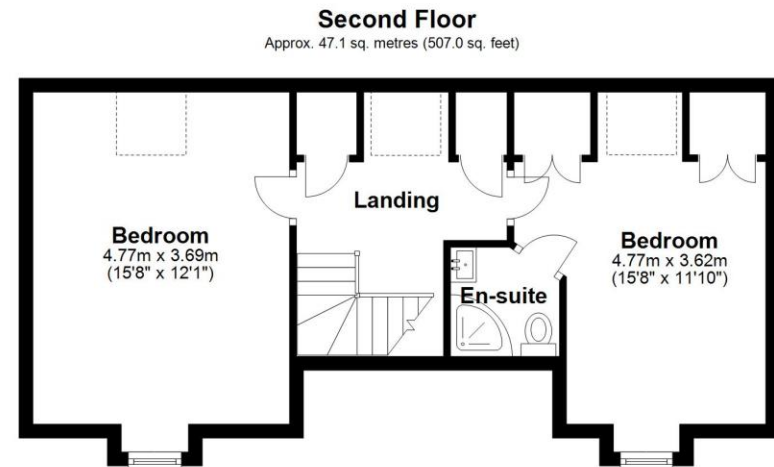 Second Floor
Approx. 47.1 sq. metres (507.0 sq. feet)
Landing
Bedroom
4.77m x 3.69m
(15'8" x 12'1")
Bedroom
4.77m x 3.62m
(15'8" x 11'10")
En-suite